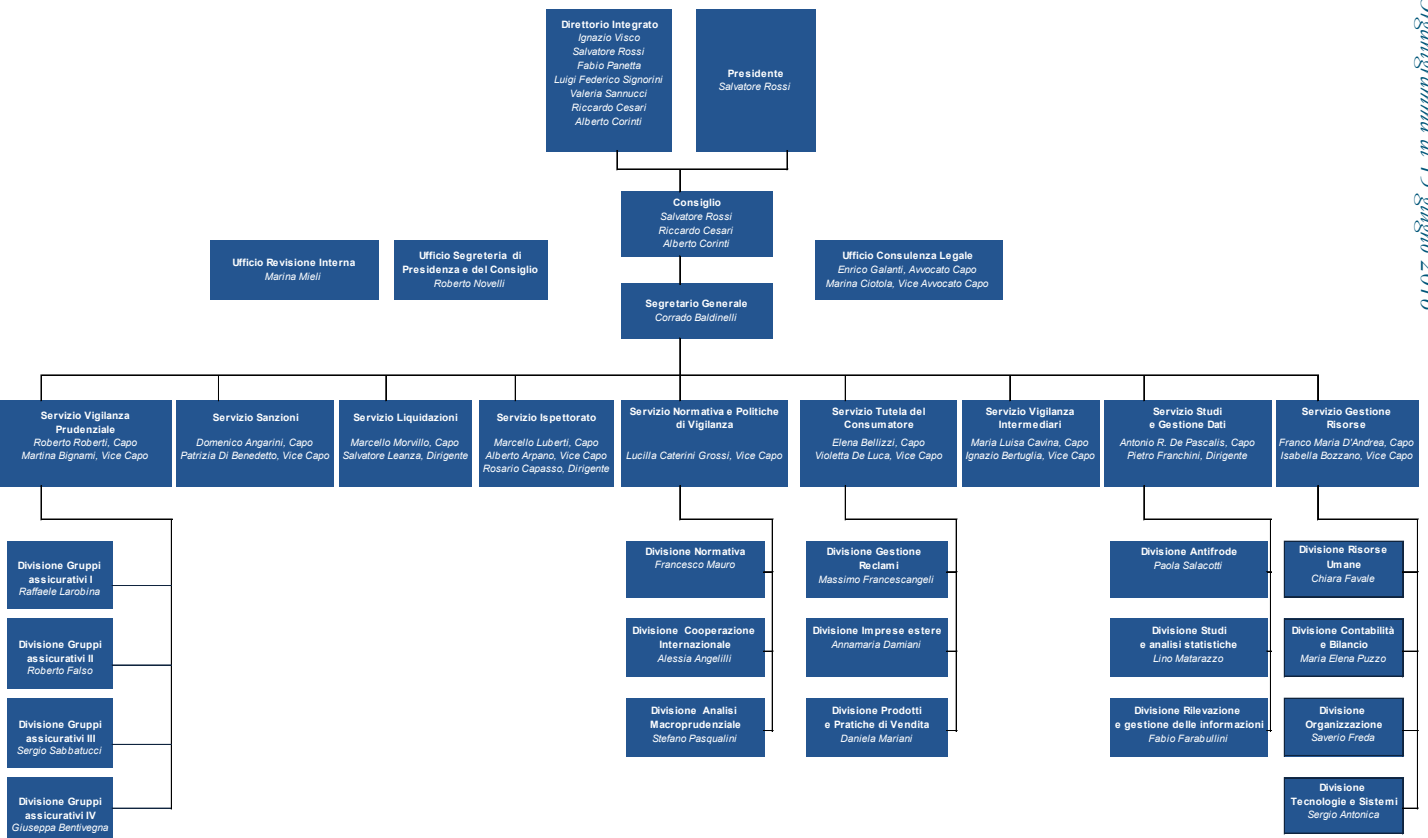 Direttorio Integrato
Ignazio Visco
Salvatore Rossi
Fabio Panetta
Luigi Federico Signorini
Valeria Sannucci
Riccardo Cesari
Alberto Corinti
Presidente
Salvatore Rossi
Consiglio
Salvatore Rossi
Riccardo Cesari
Alberto Corinti
Ufficio Revisione Interna
Marina Mieli
Ufficio Segreteria di
Presidenza e del Consiglio
Roberto Novelli
Ufficio Consulenza Legale
Enrico Galanti, Avvocato Capo
Marina Ciotola, Vice Avvocato Capo
Segretario Generale
Corrado Baldinelli
Servizio Vigilanza
Prudenziale
Roberto Roberti, Capo
Martina Bignami, Vice Capo
Servizio Sanzioni
Domenico Angarini, Capo
Patrizia Di Benedetto, Vice Capo
Servizio Liquidazioni
Marcello Morvillo, Capo
Salvatore Leanza, Dirigente
Servizio Ispettorato
Marcello Luberti, Capo
Alberto Arpano, Vice Capo
Rosario Capasso, Dirigente
Servizio Normativa e Politiche
di Vigilanza
Lucilla Caterini Grossi, Vice Capo
Servizio Tutela del
Consumatore
Elena Bellizzi, Capo
Violetta De Luca, Vice Capo
Servizio Vigilanza
Intermediari
Maria Luisa Cavina, Capo
Ignazio Bertuglia, Vice Capo
Servizio Studi
e Gestione Dati
Antonio R. De Pascalis, Capo
Pietro Franchini, Dirigente
Servizio Gestione
Risorse
Franco Maria D'Andrea, Capo
Isabella Bozzano, Vice Capo
Divisione Gruppi
assicurativi I
Raffaele Larobina
Divisione Gruppi
assicurativi II
Roberto Falso
Divisione Gruppi
assicurativi III
Sergio Sabbatucci
Divisione Gruppi
assicurativi IV
Giuseppa Bentivegna
Divisione Normativa
Francesco Mauro
Divisione Cooperazione
Internazionale
Alessia Angelilli
Divisione Analisi
Macroprudenziale
Stefano Pasqualini
Divisione Gestione
Reclami
Massimo Francescangeli
Divisione Imprese estere
Annamaria Damiani
Divisione Prodotti
e Pratiche di Vendita
Daniela Mariani
Divisione Antifrode
Paola Salacotti
Divisione Studi
e analisi statistiche
Lino Matarazzo
Divisione Rilevazione
e gestione delle informazioni
Fabio Farabullini
Divisione Risorse
Umane
Chiara Favale
Divisione Contabilità
e Bilancio
Maria Elena Puzzo
Divisione
Organizzazione
Saverio Freda
Divisione
Tecnologie e Sistemi
Sergio Antonica